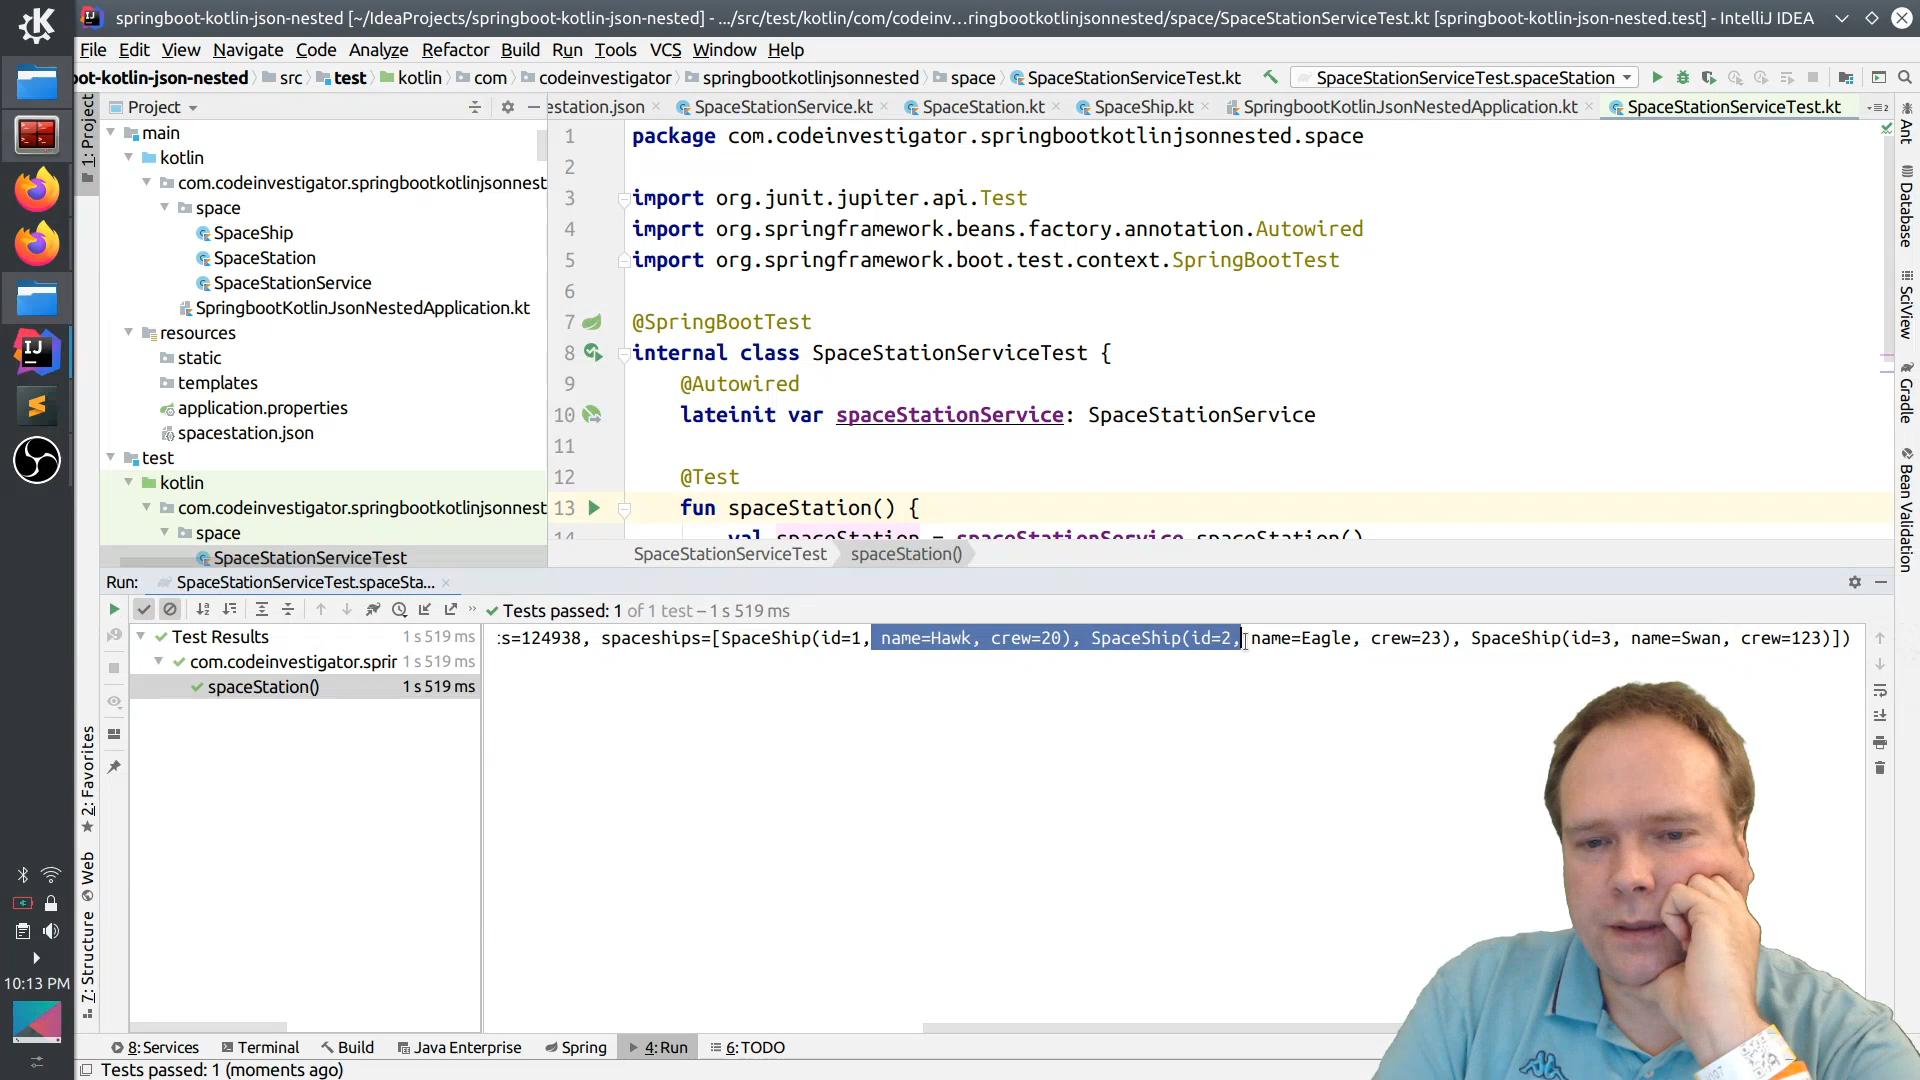 springboot-kotlin-json-nested [~/IdeaProjects/springboot-kotlin-json-nested] - .../src/test/kotlin/com/codeinv…ringbootkotlinjsonnested/space/SpaceStationServiceTest.kt [springboot-kotlin-json-nested.test] - IntelliJ IDEA
File Edit View Navigate Code Analyze Refactor Build Run Tools VCS Window Help
oot-kotlin-json-nested src test kotlin com codeinvestigator springbootkotlinjsonnested space SpaceStationServiceTest.kt SpaceStationServiceTest.spaceStation
Project estation.json SpaceStationService.kt SpaceStation.kt SpaceShip.kt SpringbootKotlinJsonNestedApplication.kt SpaceStationServiceTest.kt
main
kotlin
com.codeinvestigator.springbootkotlinjsonnest
space
SpaceShip
SpaceStation
SpaceStationService
SpringbootKotlinJsonNestedApplication.kt
resources
static
templates
application.properties
spacestation.json
test
kotlin
com.codeinvestigator.springbootkotlinjsonnest
space
SpaceStationServiceTest
1 package com.codeinvestigator.springbootkotlinjsonnested.space
2
3 import org.junit.jupiter.api.Test
4 import org.springframework.beans.factory.annotation.Autowired
5 import org.springframework.boot.test.context.SpringBootTest
6
7 @SpringBootTest
8 internal class SpaceStationServiceTest {
9 @Autowired
10 lateinit var spaceStationService: SpaceStationService
11
12 @Test
13 fun spaceStation() {
14 val spaceStation = spaceStationService.spaceStation()
SpaceStationServiceTest spaceStation()
1: Project
2: Favorites
Web
7: Structure
Ant
Database
SciView
Gradle
Bean Validation
Run: SpaceStationServiceTest.spaceSta...
Tests passed: 1 of 1 test – 1 s 519 ms
Test Results 1 s 519 ms
com.codeinvestigator.sprir 1 s 519 ms
spaceStation() 1 s 519 ms
:s=124938, spaceships=[SpaceShip(id=1, name=Hawk, crew=20), SpaceShip(id=2, name=Eagle, crew=23), SpaceShip(id=3, name=Swan, crew=123)])
10:13 PM
8: Services Terminal Build Java Enterprise Spring 4: Run 6: TODO
Tests passed: 1 (moments ago)
IJ